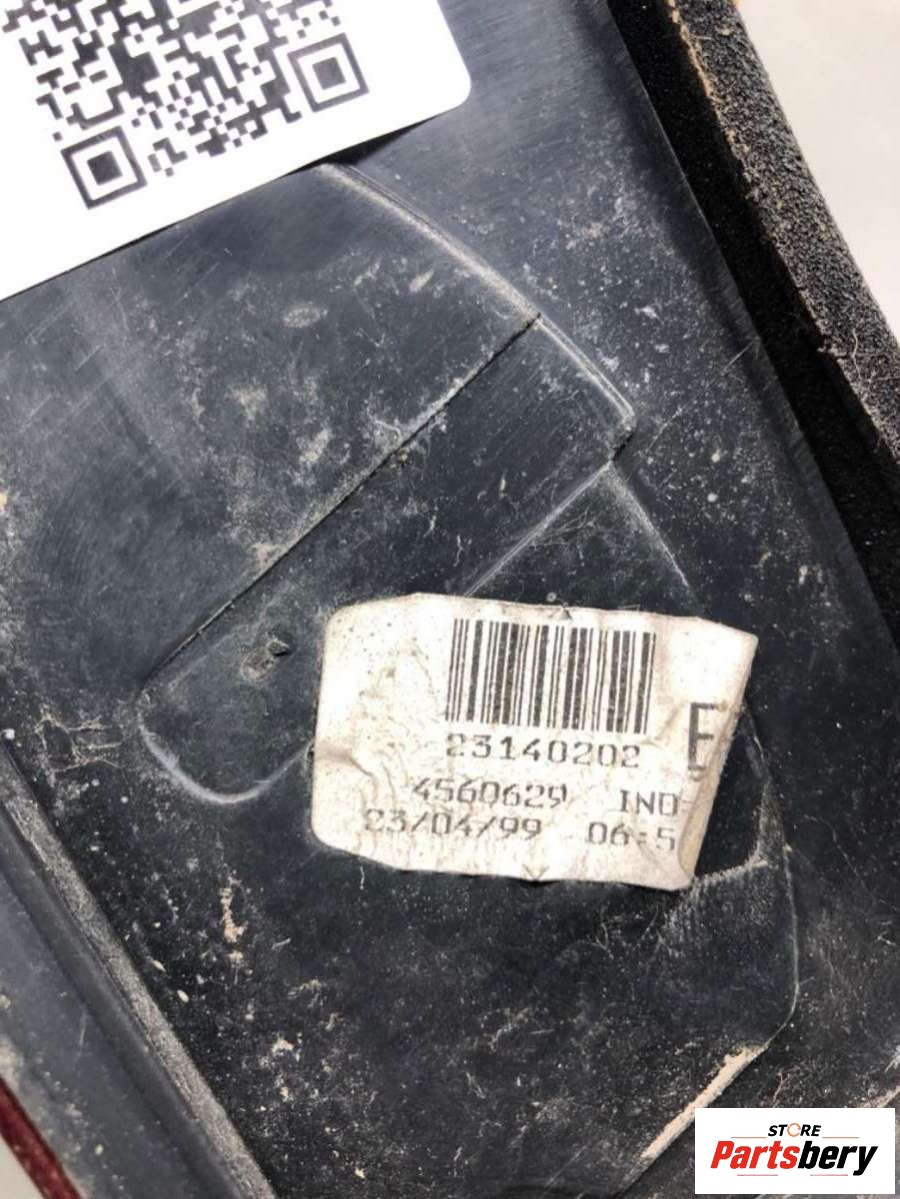 23140202
E
4560629 IND
23/04/99 06:5
STORE
Partsbery